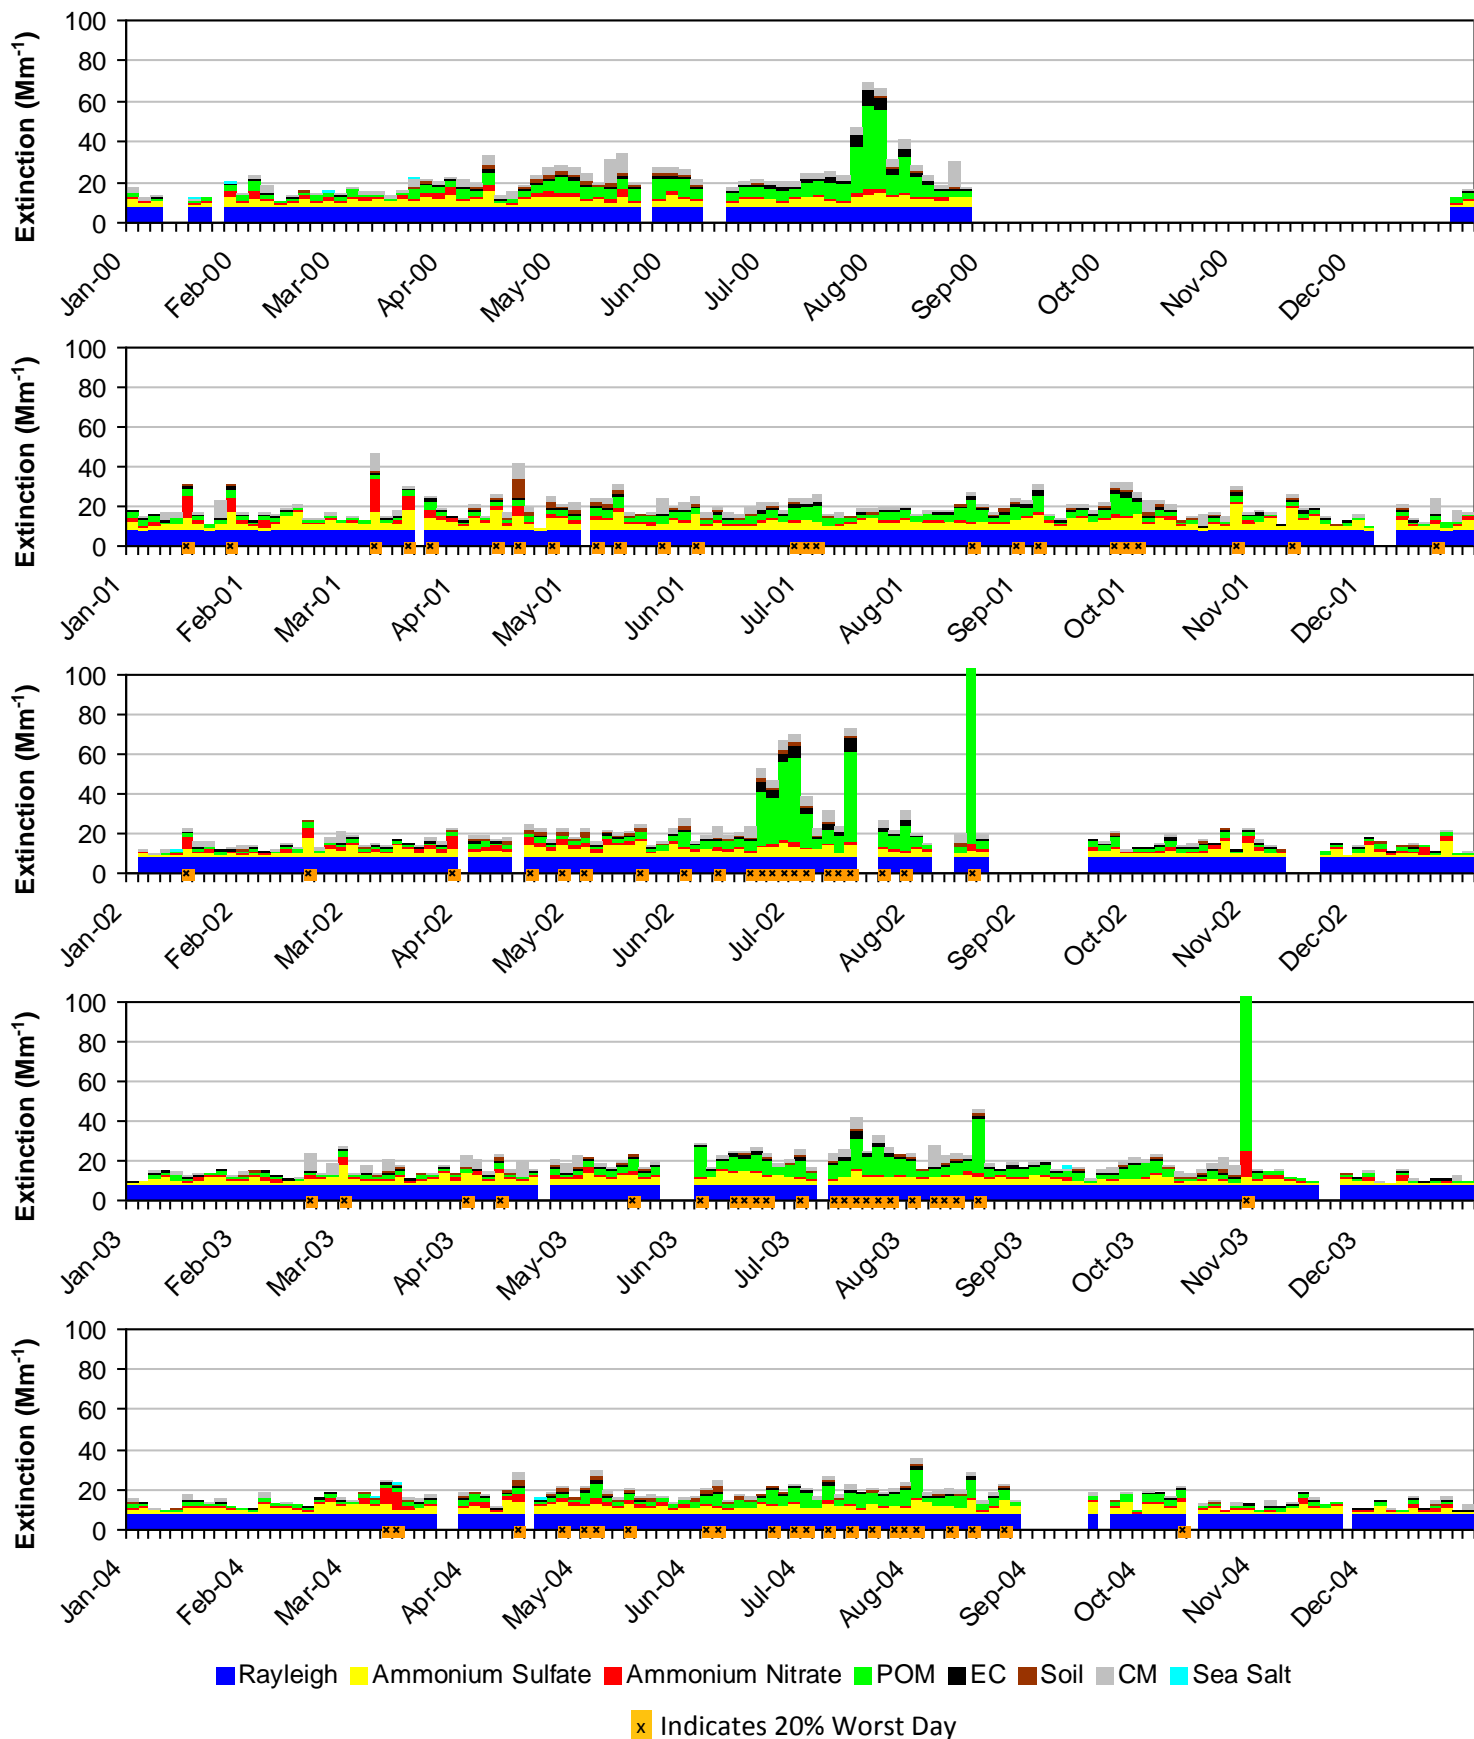 Extinction (Mm-1)
100
80
60
40
20
0
Jan-00 Feb-00 Mar-00 Apr-00 May-00 Jun-00 Jul-00 Aug-00 Sep-00 Oct-00 Nov-00 Dec-00
Extinction (Mm-1)
100
80
60
40
20
0
Jan-01 Feb-01 Mar-01 Apr-01 May-01 Jun-01 Jul-01 Aug-01 Sep-01 Oct-01 Nov-01 Dec-01
Extinction (Mm-1)
100
80
60
40
20
0
Jan-02 Feb-02 Mar-02 Apr-02 May-02 Jun-02 Jul-02 Aug-02 Sep-02 Oct-02 Nov-02 Dec-02
Extinction (Mm-1)
100
80
60
40
20
0
Jan-03 Feb-03 Mar-03 Apr-03 May-03 Jun-03 Jul-03 Aug-03 Sep-03 Oct-03 Nov-03 Dec-03
Extinction (Mm-1)
100
80
60
40
20
0
Jan-04 Feb-04 Mar-04 Apr-04 May-04 Jun-04 Jul-04 Aug-04 Sep-04 Oct-04 Nov-04 Dec-04
Rayleigh Ammonium Sulfate Ammonium Nitrate POM EC Soil CM Sea Salt
x Indicates 20% Worst Day